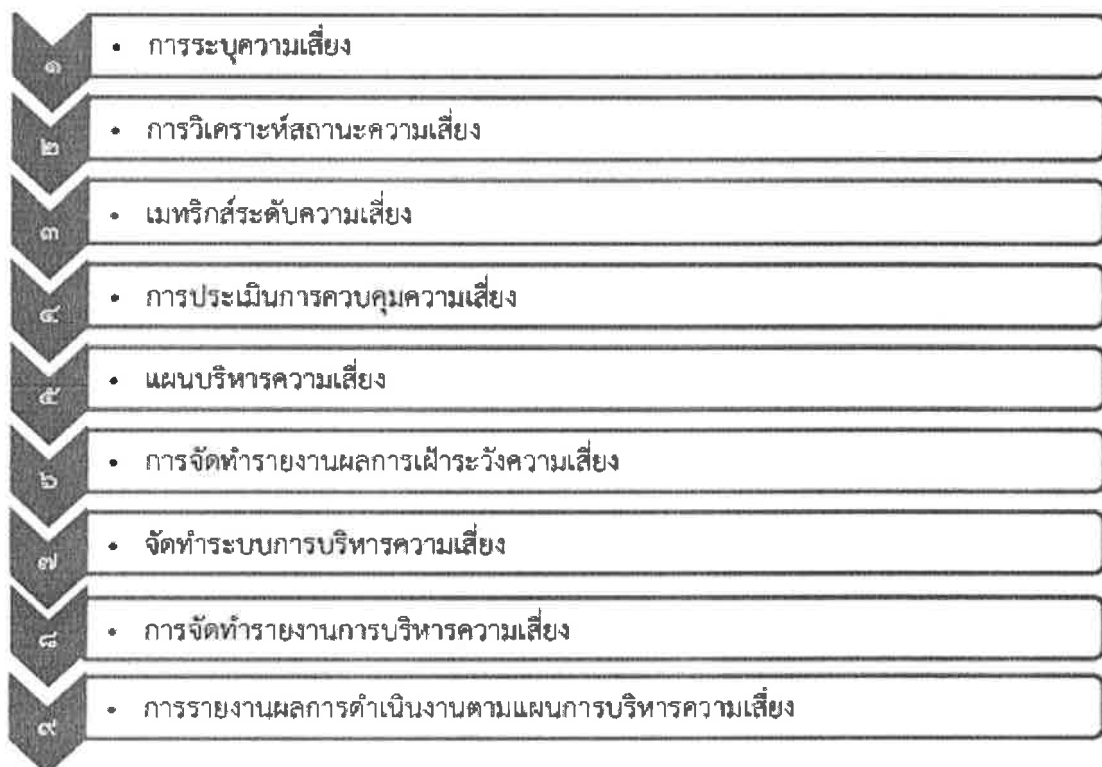 ๑ • การระบุความเสี่ยง
๒ • การวิเคราะห์สถานะความเสี่ยง
๓ • เมทริกส์ระดับความเสี่ยง
๔ • การประเมินการควบคุมความเสี่ยง
๕ • แผนบริหารความเสี่ยง
๖ • การจัดทำรายงานผลการเฝ้าระวังความเสี่ยง
๗ • จัดทำระบบการบริหารความเสี่ยง
๘ • การจัดทำรายงานการบริหารความเสี่ยง
๙ • การรายงานผลการดำเนินงานตามแผนการบริหารความเสี่ยง